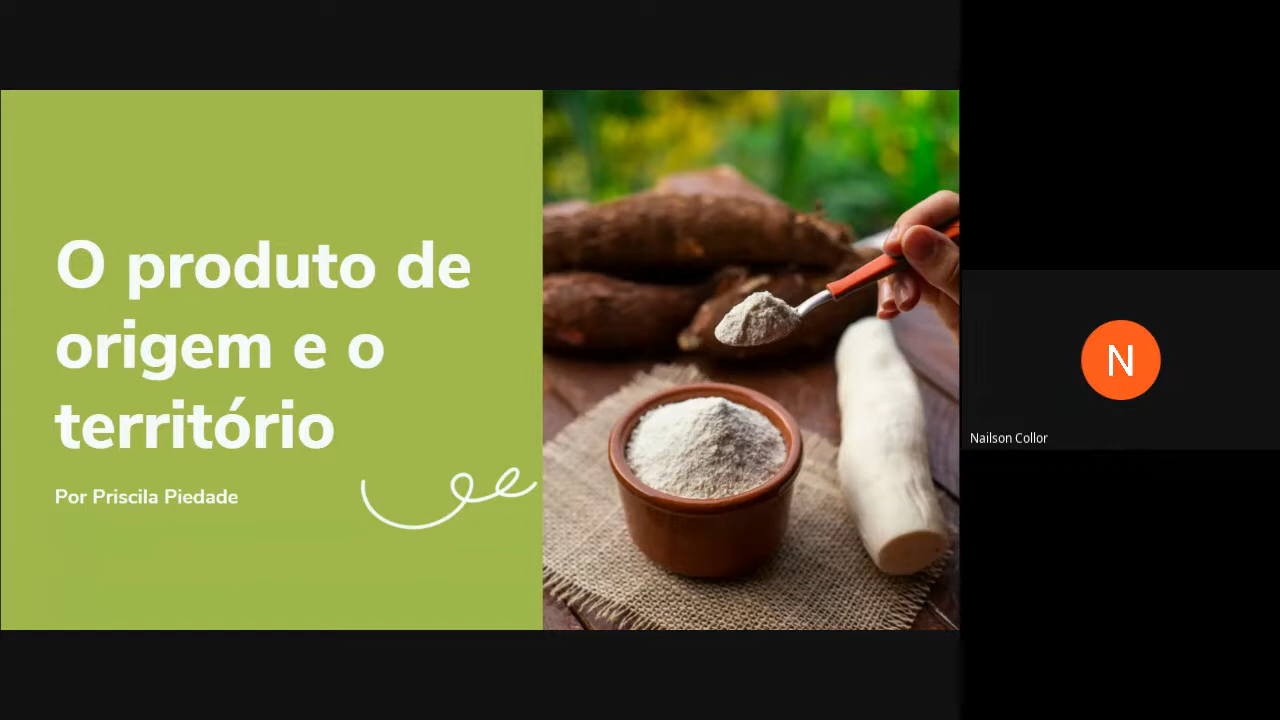 O produto de
origem e o
território
Por Priscila Piedade
N
Nailson Collor